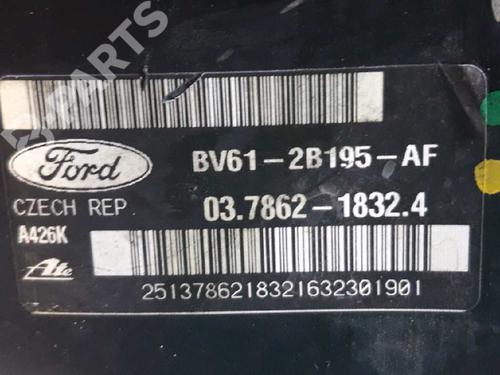 B-PARTS
Ford
BV61-2B195-AF
CZECH REP.
03.7862-1832.4
A426K
Ate
2513786218321632301901